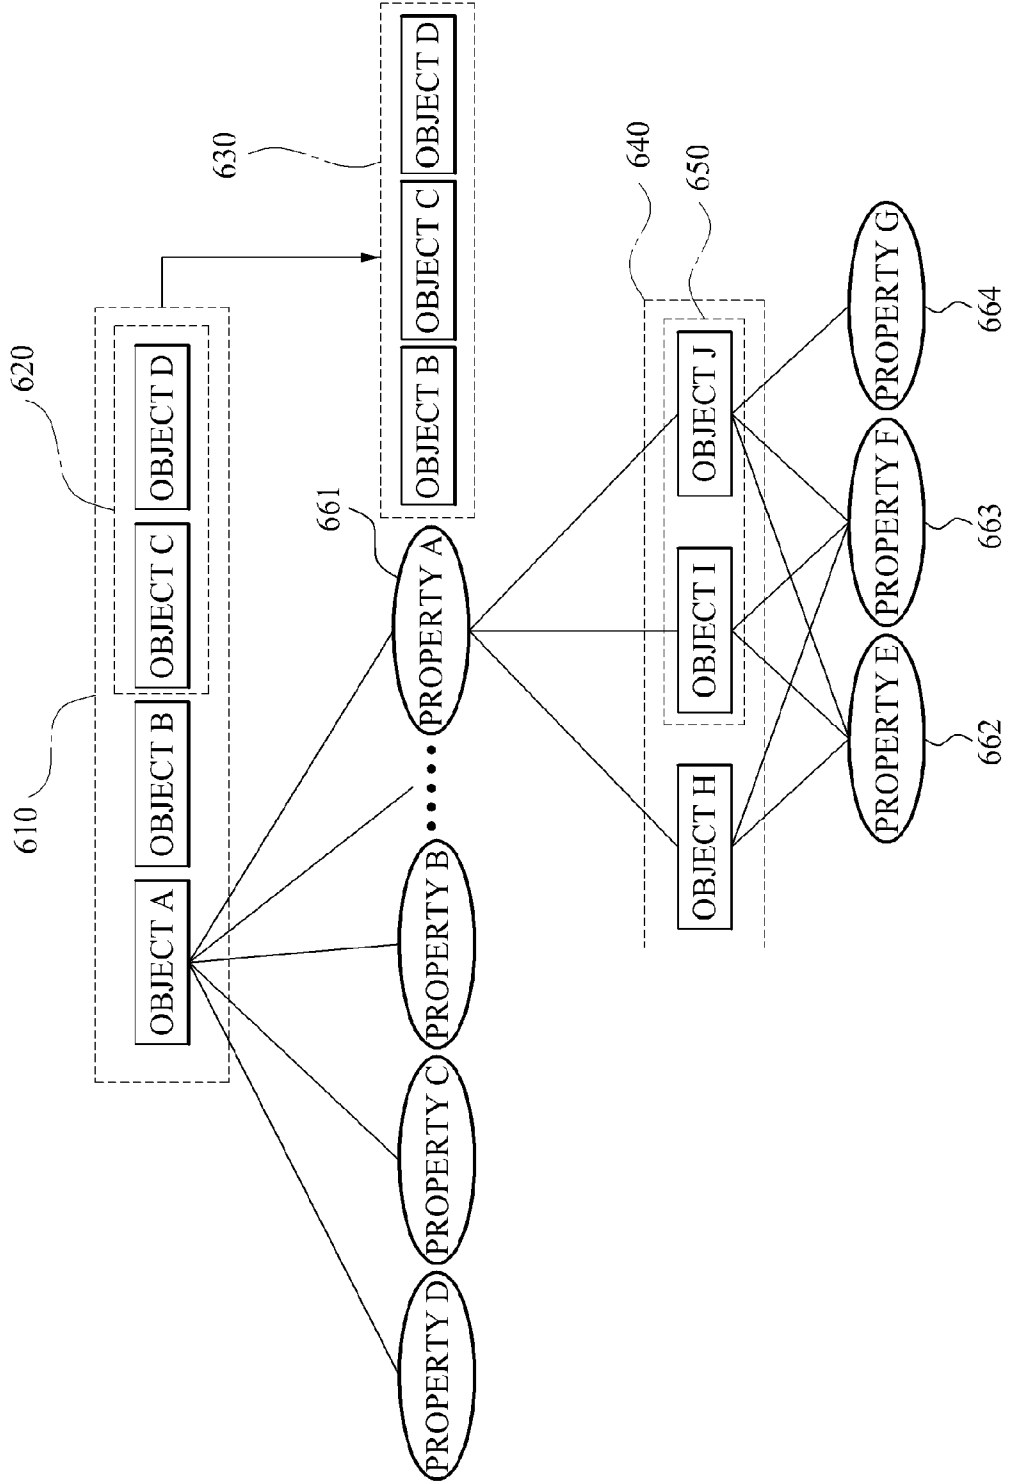 610
620
OBJECT A
OBJECT B
OBJECT C
OBJECT D
630
661
PROPERTY D
PROPERTY C
PROPERTY B
PROPERTY A
OBJECT B
OBJECT C
OBJECT D
640
650
OBJECT H
OBJECT I
OBJECT J
PROPERTY E
PROPERTY F
PROPERTY G
662
663
664